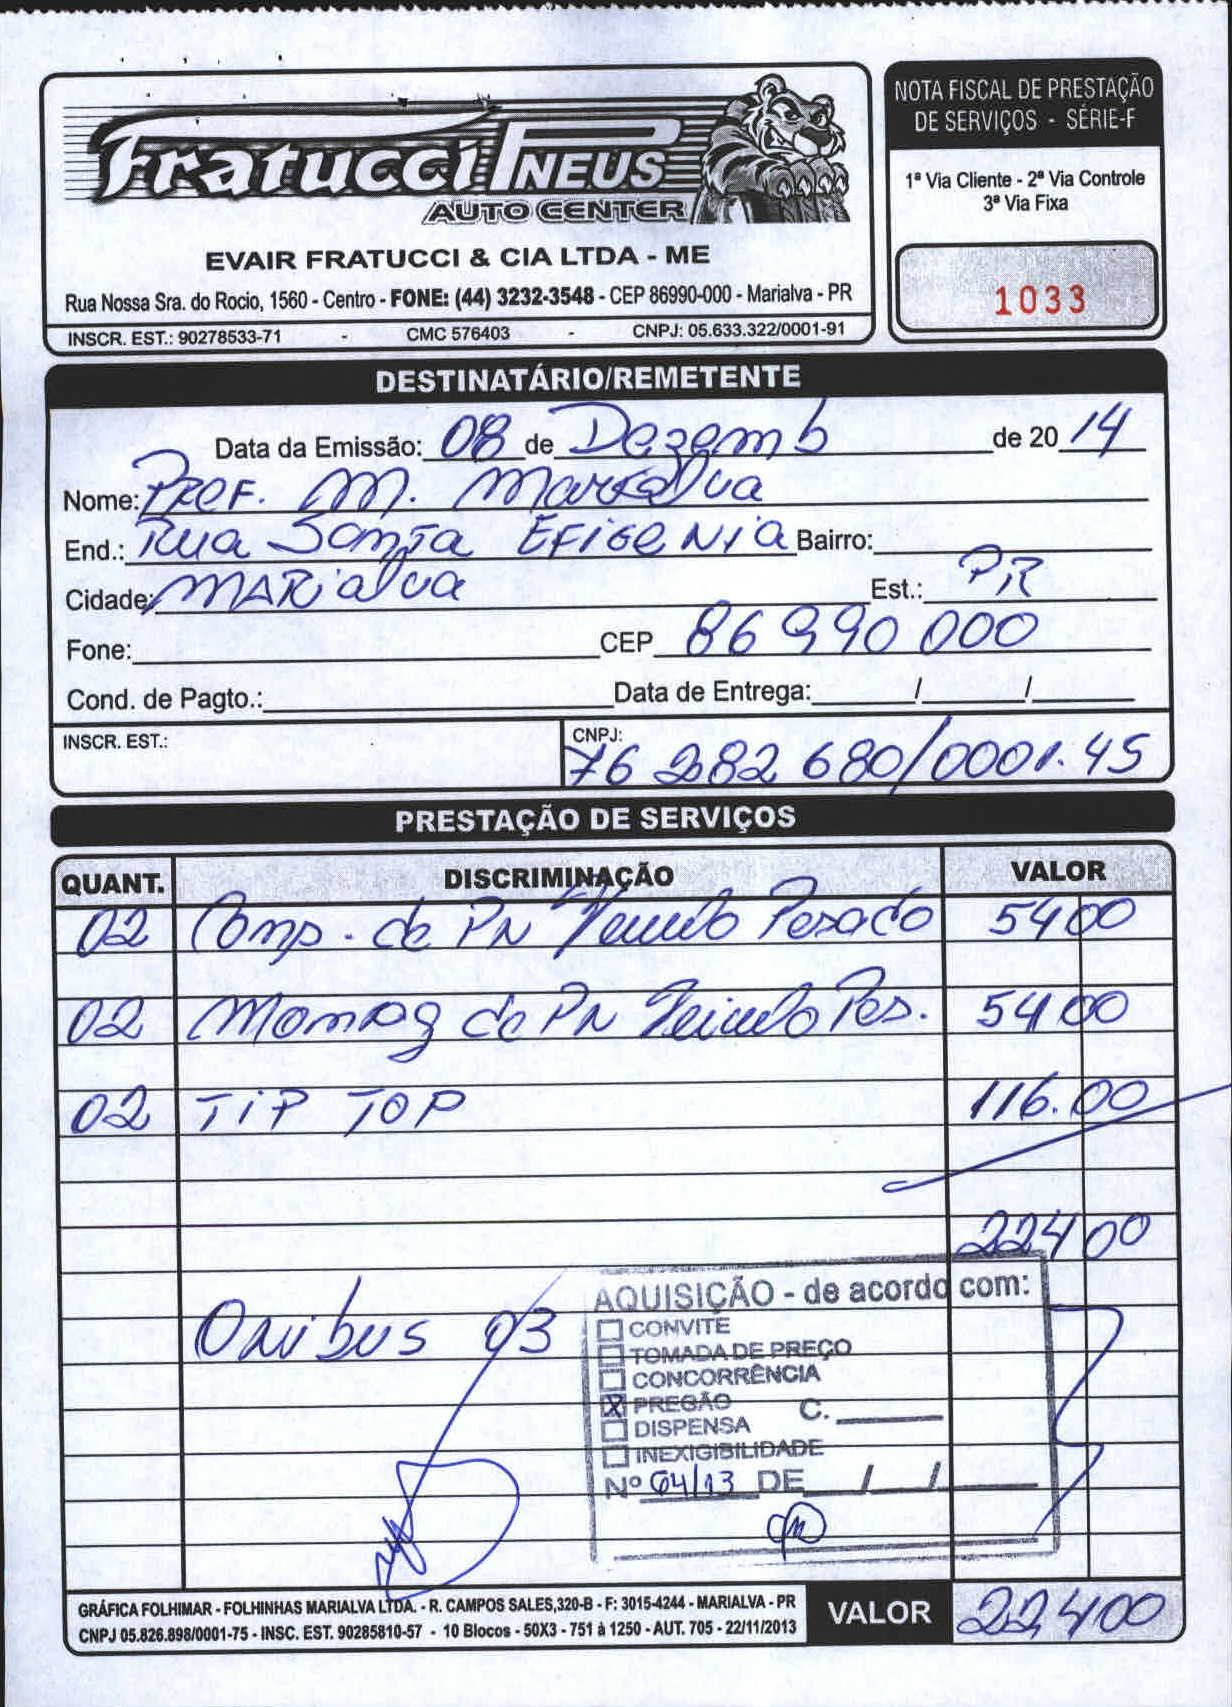 Fratucci PNEUS
AUTO CENTER
EVAIR FRATUCCI & CIA LTDA - ME
Rua Nossa Sra. do Rocio, 1560 - Centro - FONE: (44) 3232-3548 - CEP 86990-000 - Marialva - PR
INSCR. EST.: 90278533-71 - CMC 576403 - CNPJ: 05.633.322/0001-91
NOTA FISCAL DE PRESTAÇÃO
DE SERVIÇOS - SÉRIE-F
1ª Via Cliente - 2ª Via Controle
3ª Via Fixa
1033
DESTINATÁRIO/REMETENTE
Data da Emissão: 08 de Dezemb de 20 14
Nome: PREF. M. Marialva
End.: Rua Santa EFIGENIA Bairro:
Cidade: MARialva Est.: PR
Fone: CEP 86990 000
Cond. de Pagto.: Data de Entrega: / /
INSCR. EST.: CNPJ: 76 282 680/0001.45
PRESTAÇÃO DE SERVIÇOS
QUANT. DISCRIMINAÇÃO VALOR
02 Comp. de PN Veiculo Pesado 54 00
02 Montag de PN Veiculo Pes. 54 00
02 TIP TOP 116.00
224 00
Onibus 03
AQUISIÇÃO - de acordo com:
CONVITE
TOMADA DE PREÇO
CONCORRÊNCIA
X PREGÃO C.
DISPENSA
INEXIGIBILIDADE
Nº 64/13 DE / /
GRÁFICA FOLHIMAR - FOLHINHAS MARIALVA LTDA. - R. CAMPOS SALES,320-B - F: 3015-4244 - MARIALVA - PR
CNPJ 05.826.898/0001-75 - INSC. EST. 90285810-57 - 10 Blocos - 50X3 - 751 à 1250 - AUT. 705 - 22/11/2013
VALOR 224 00